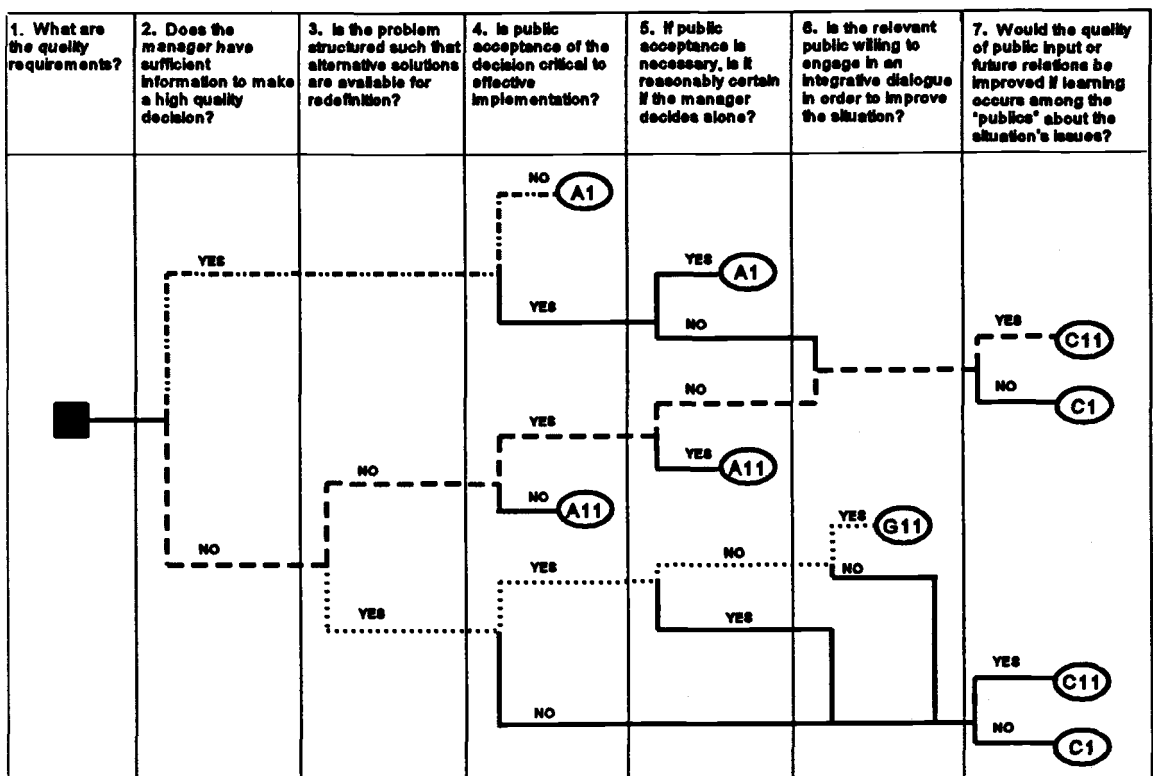 1. What are
the quality
requirements?
2. Does the
manager have
sufficient
information to make
a high quality
decision?
3. Is the problem
structured such that
alternative solutions
are available for
redefinition?
4. Is public
acceptance of the
decision critical to
effective
implementation?
5. If public
acceptance is
necessary, is it
reasonably certain
if the manager
decides alone?
6. Is the relevant
public willing to
engage in an
integrative dialogue
in order to improve
the situation?
7. Would the quality
of public input or
future relations be
improved if learning
occurs among the
"publics" about the
situation's issues?
NO
A1
YES
YES
A1
YES
NO
YES
C11
NO
NO
C1
YES
YES
A11
NO
NO
A11
YES
G11
NO
NO
YES
NO
YES
YES
YES
C11
NO
NO
C1